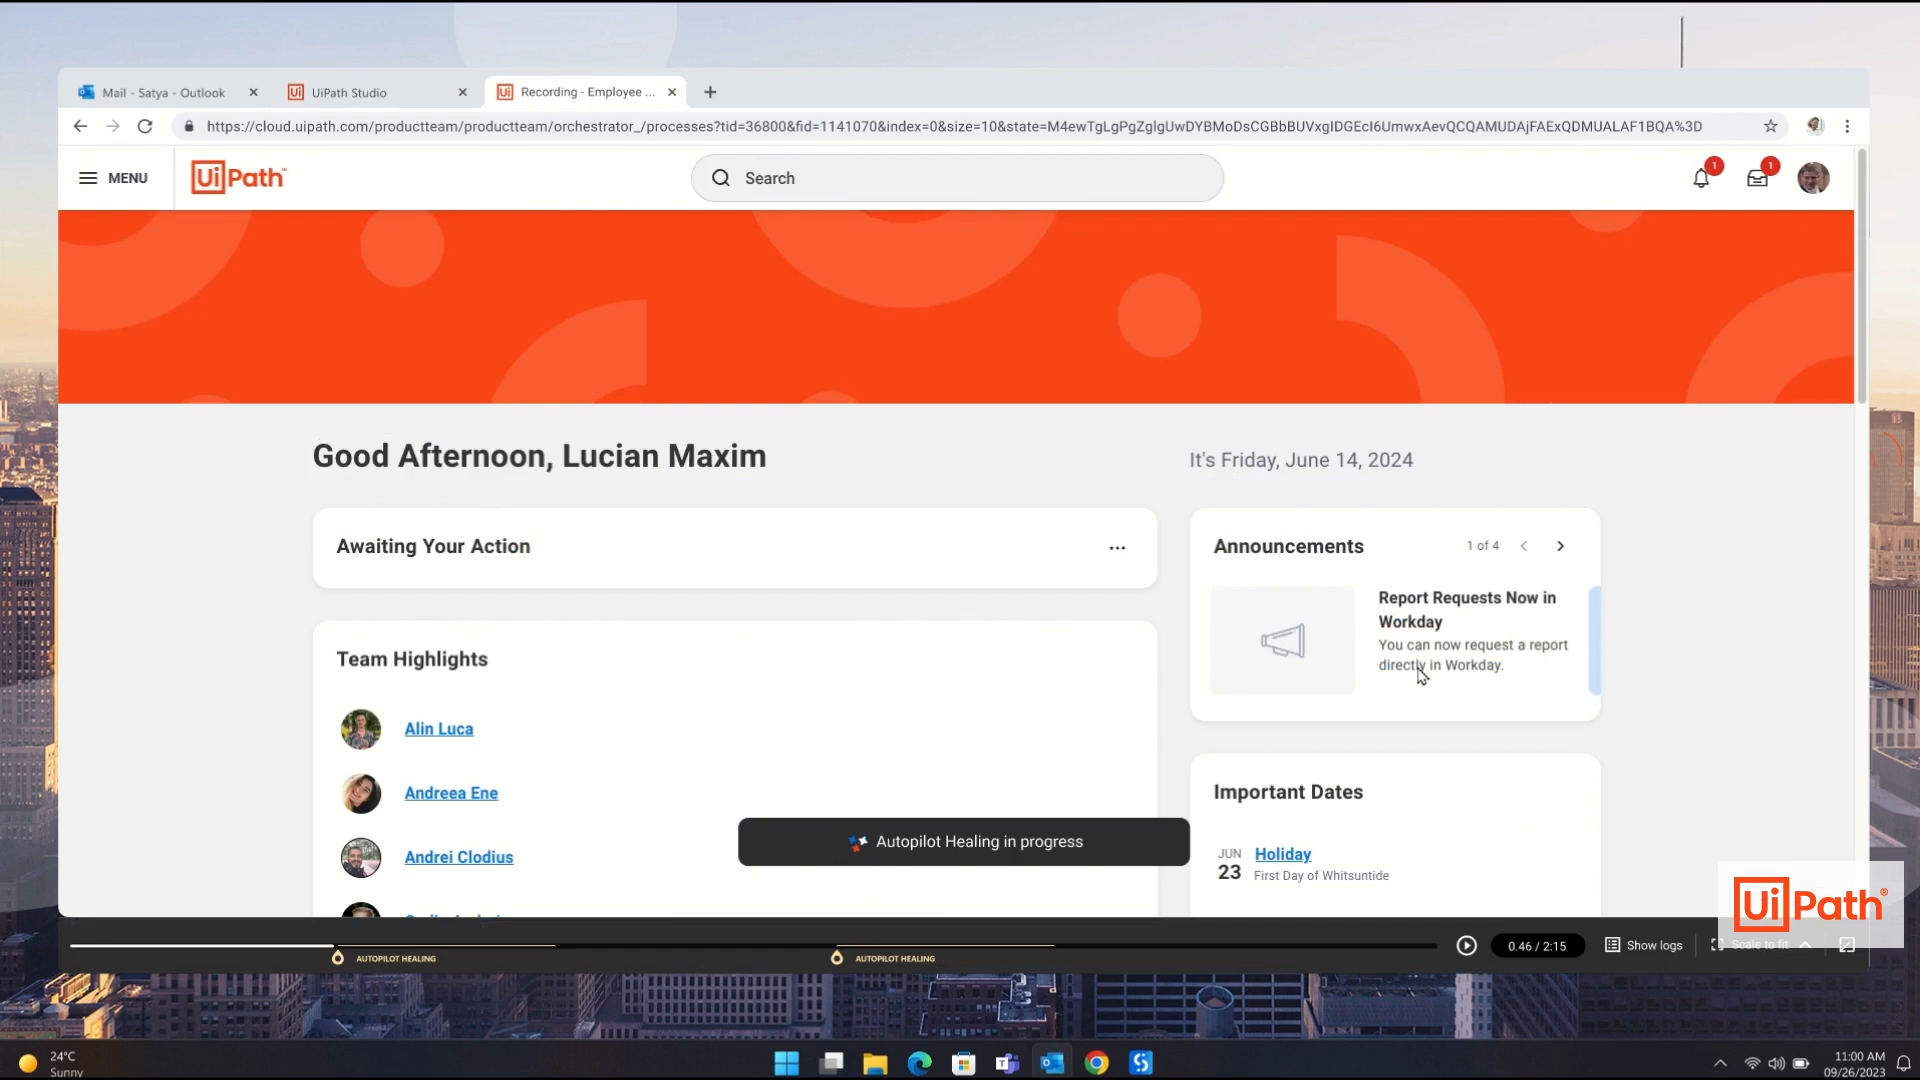 Mail - Satya - Outlook
UiPath Studio
Recording - Employee ...
https://cloud.uipath.com/productteam/productteam/orchestrator_/processes?tid=36800&fid=1141070&index=0&size=10&state=M4ewTgLgPgZglgUwDYBMoDsCGBbBUVxgIDGEcI6UmwxAevQCQAMUDAjFAExQDMUALAF1BQA%3D
MENU
UiPath
Search
1
1
Good Afternoon, Lucian Maxim
It's Friday, June 14, 2024
Awaiting Your Action
Announcements
1 of 4
Report Requests Now in
Workday
You can now request a report
directly in Workday.
Team Highlights
Alin Luca
Andreea Ene
Andrei Clodius
Important Dates
JUN
23
Holiday
First Day of Whitsuntide
Autopilot Healing in progress
UiPath
AUTOPILOT HEALING
AUTOPILOT HEALING
0.46 / 2:15
Show logs
Scale to fit
24°C
Sunny
11:00 AM
09/26/2023